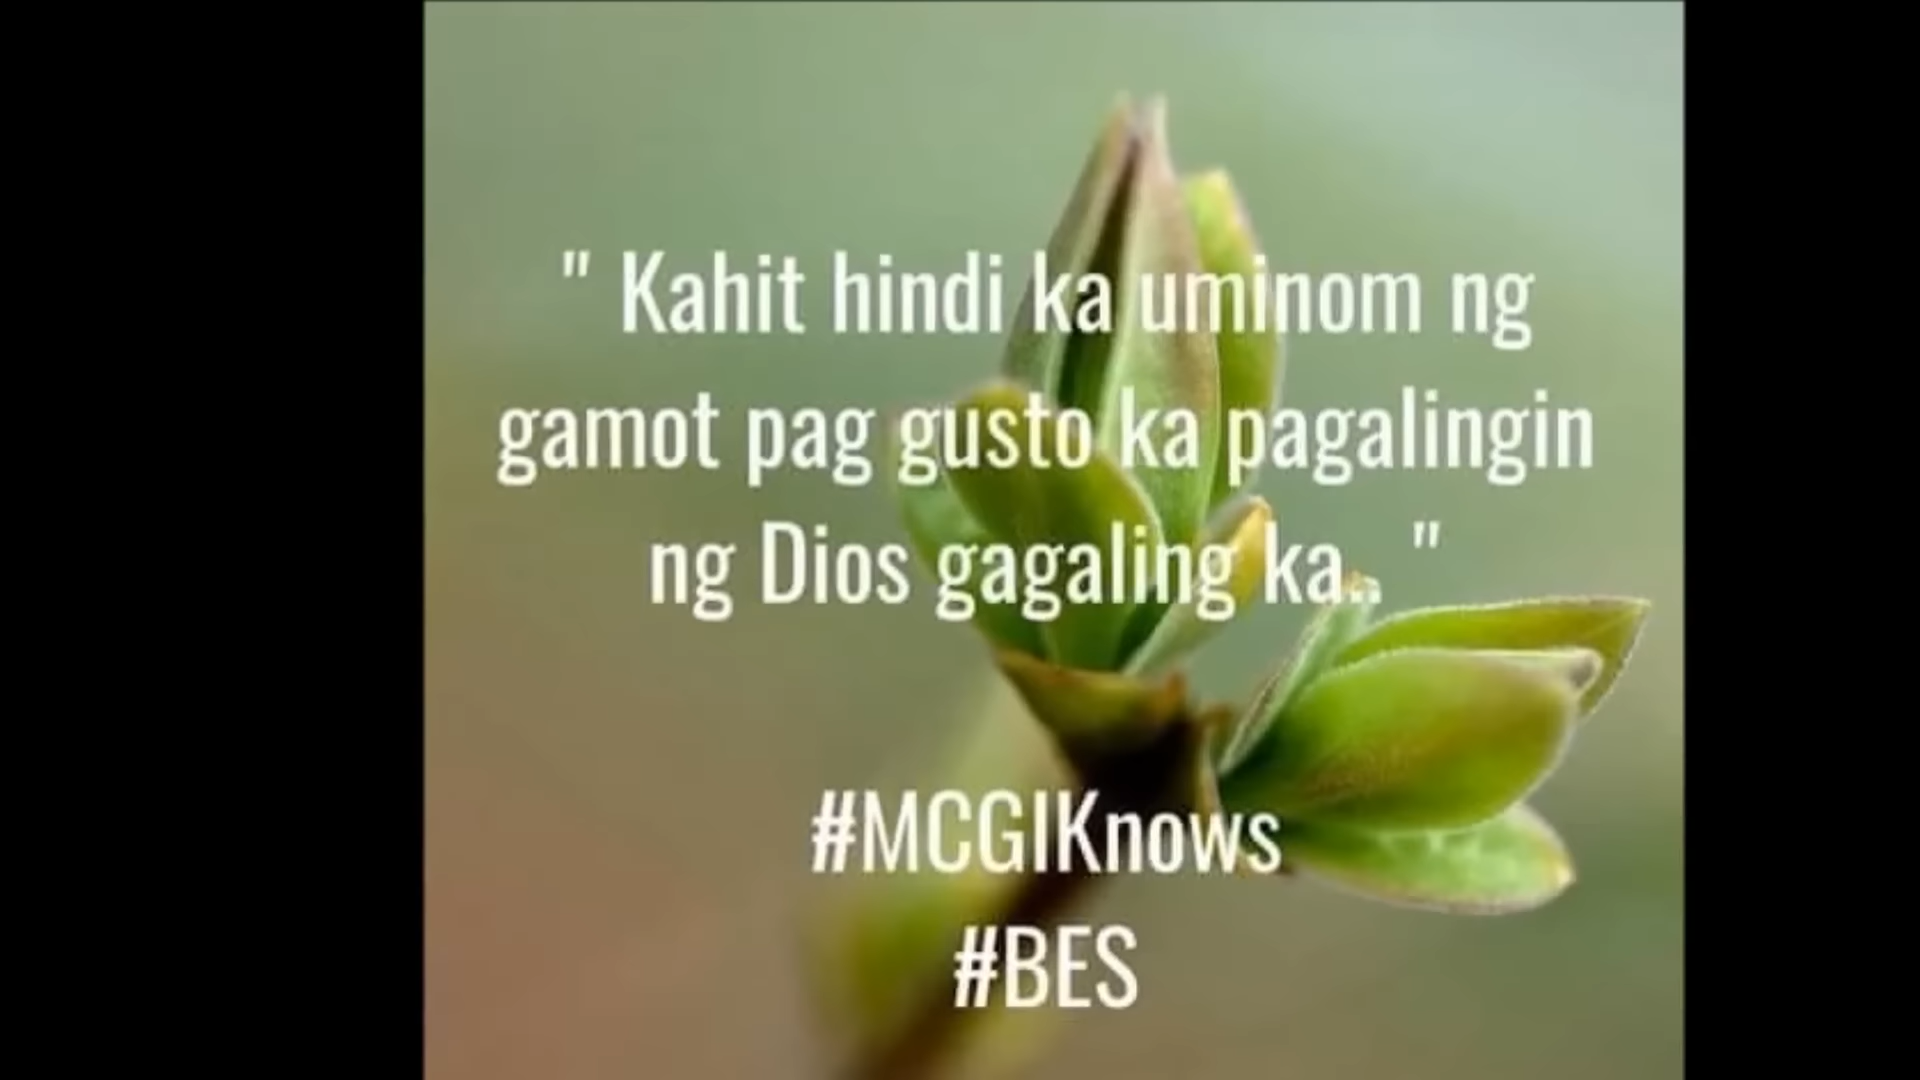 " Kahit hindi ka uminom ng
gamot pag gusto ka pagalingin
ng Dios gagaling ka.. "
#MCGIKnows
#BES